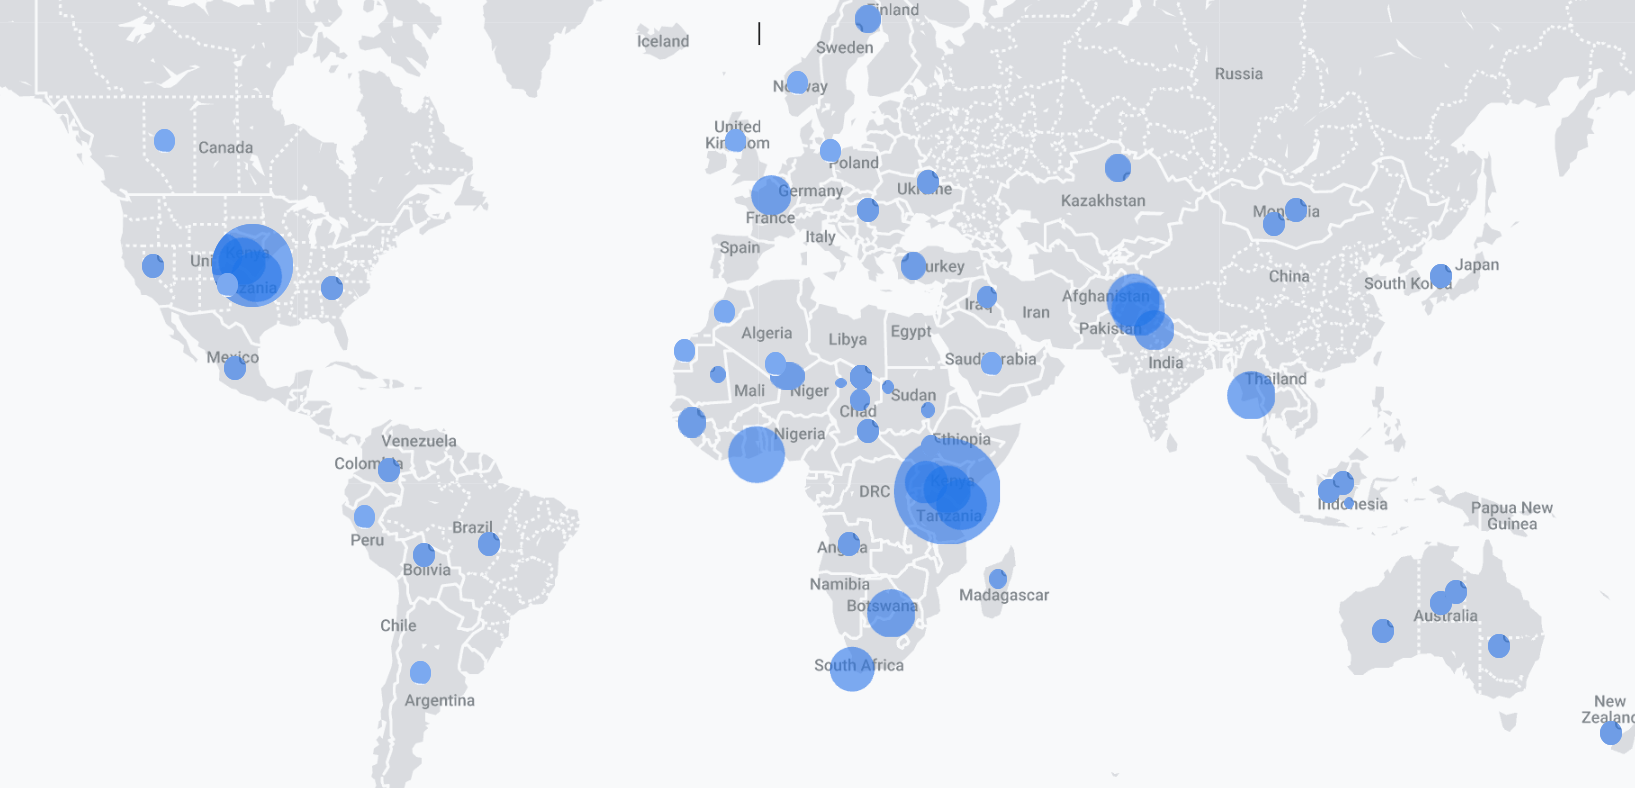 Finland
Iceland
Sweden
Russia
Norway
United
Kingdom
Canada
Poland
Germany
Ukraine
Kazakhstan
France
Mongolia
Italy
Spain
Kenya
Un
Tanzania
Turkey
China
Japan
South Korea
Afghanistan
Iraq
Iran
Pakistan
Algeria
Libya
Egypt
Mexico
Saudi Arabia
India
Thailand
Mali
Niger
Sudan
Chad
Nigeria
Ethiopia
Venezuela
Colombia
DRC
Kenya
Tanzania
Indonesia
Papua New
Guinea
Brazil
Peru
Angola
Bolivia
Namibia
Madagascar
Botswana
Australia
Chile
South Africa
Argentina
New
Zealand